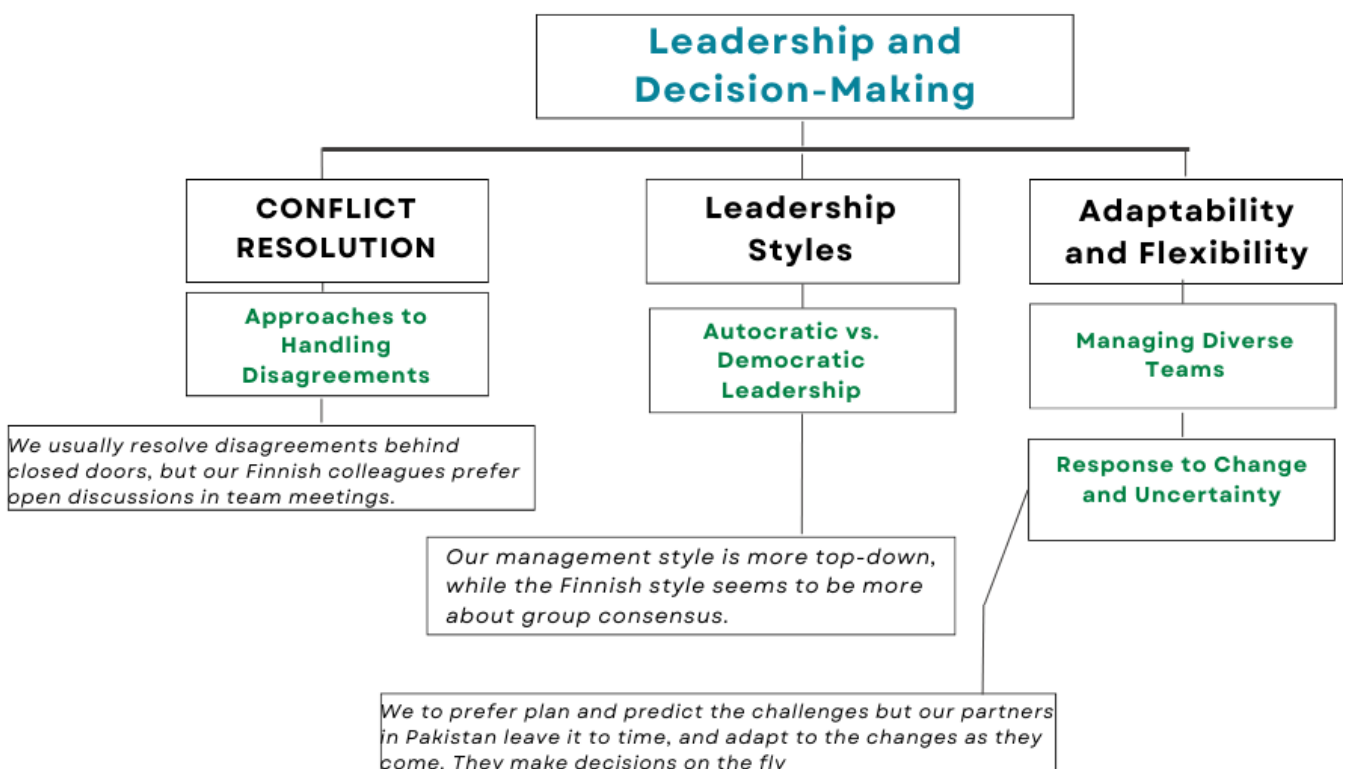 Leadership and
Decision-Making
CONFLICT
RESOLUTION
Leadership
Styles
Adaptability
and Flexibility
Approaches to
Handling
Disagreements
Autocratic vs.
Democratic
Leadership
Managing Diverse
Teams
We usually resolve disagreements behind
closed doors, but our Finnish colleagues prefer
open discussions in team meetings.
Response to Change
and Uncertainty
Our management style is more top-down,
while the Finnish style seems to be more
about group consensus.
We to prefer plan and predict the challenges but our partners
in Pakistan leave it to time, and adapt to the changes as they
come. They make decisions on the fly